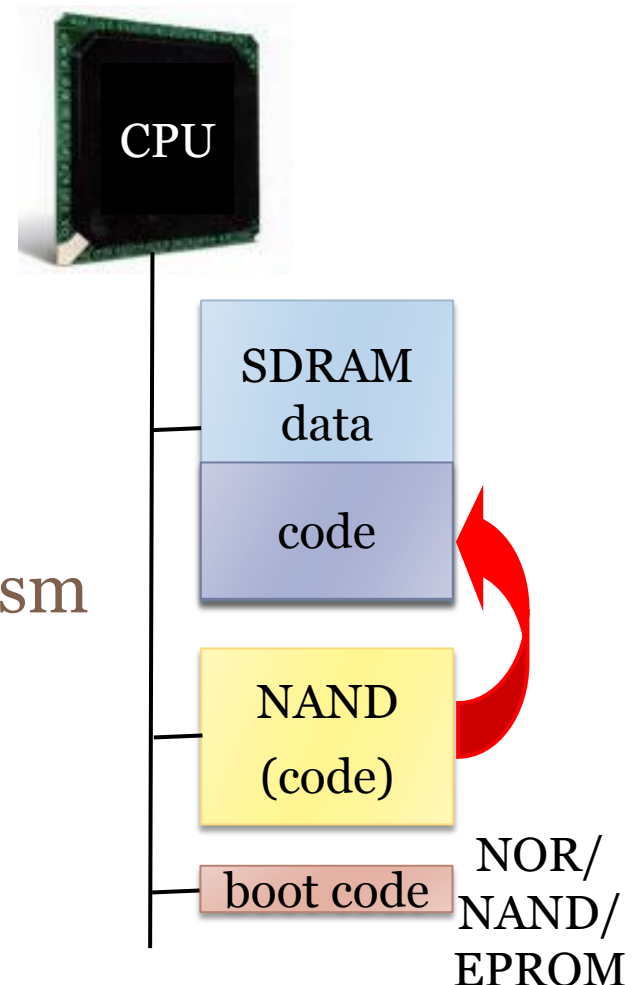 CPU
SDRAM
data
code
sm
NAND
(code)
boot code
NOR/
NAND/
EPROM